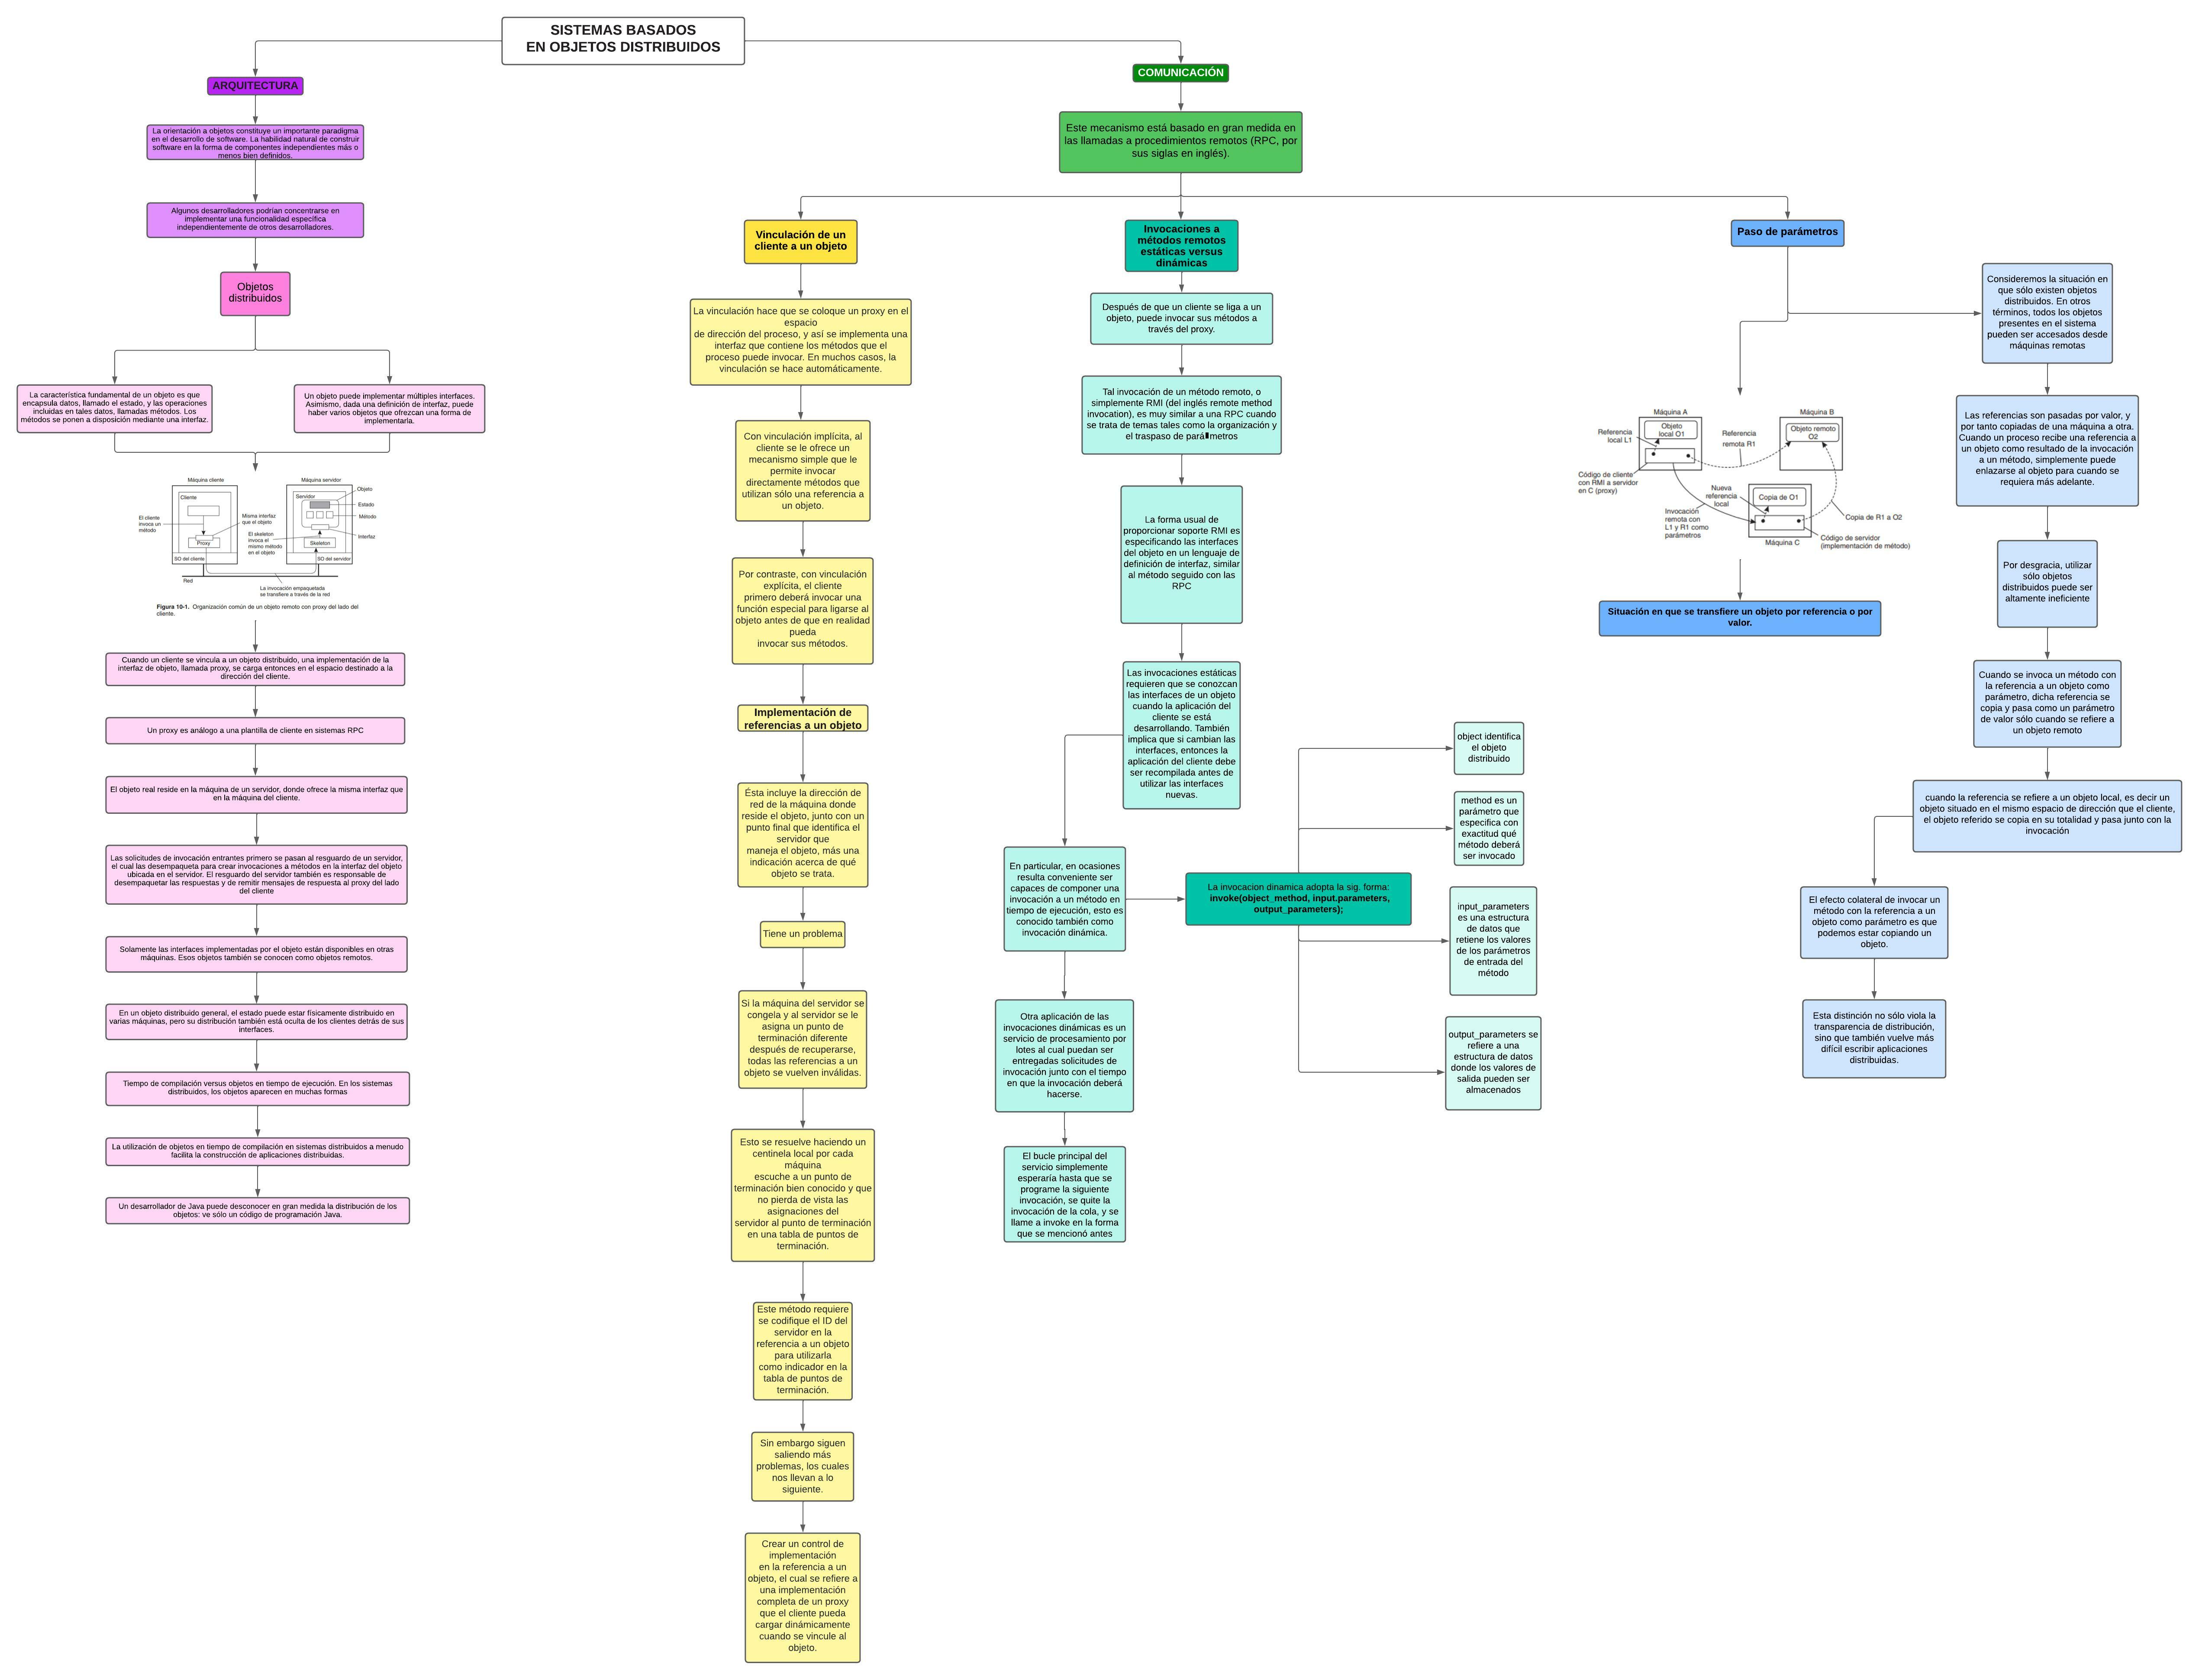 SISTEMAS BASADOS
EN OBJETOS DISTRIBUIDOS
ARQUITECTURA
La orientación a objetos constituye un importante paradigma
en el desarrollo de software. La habilidad natural de construir
software en la forma de componentes independientes más o
menos bien definidos.
Algunos desarrolladores podrían concentrarse en
implementar una funcionalidad específica
independientemente de otros desarrolladores.
Objetos
distribuidos
La característica fundamental de un objeto es que
encapsula datos, llamado el estado, y las operaciones
incluidas en tales datos, llamadas métodos. Los
métodos se ponen a disposición mediante una interfaz.
Un objeto puede implementar múltiples interfaces.
Asimismo, dada una definición de interfaz, puede
haber varios objetos que ofrezcan una forma de
implementarla.
Máquina cliente
Máquina servidor
Cliente
Servidor
Objeto
Estado
Método
Interfaz
El cliente
invoca un
método
Misma interfaz
que el objeto
El skeleton
invoca el
mismo método
en el objeto
Proxy
Skeleton
SO del cliente
SO del servidor
Red
La invocación empaquetada
se transfiere a través de la red
Figura 10-1. Organización común de un objeto remoto con proxy del lado del
cliente.
Cuando un cliente se vincula a un objeto distribuido, una implementación de la
interfaz de objeto, llamada proxy, se carga entonces en el espacio destinado a la
dirección del cliente.
Un proxy es análogo a una plantilla de cliente en sistemas RPC
El objeto real reside en la máquina de un servidor, donde ofrece la misma interfaz que
en la máquina del cliente.
Las solicitudes de invocación entrantes primero se pasan al resguardo de un servidor,
el cual las desempaqueta para crear invocaciones a métodos en la interfaz del objeto
ubicada en el servidor. El resguardo del servidor también es responsable de
desempaquetar las respuestas y de remitir mensajes de respuesta al proxy del lado
del cliente
Solamente las interfaces implementadas por el objeto están disponibles en otras
máquinas. Esos objetos también se conocen como objetos remotos.
En un objeto distribuido general, el estado puede estar físicamente distribuido en
varias máquinas, pero su distribución también está oculta de los clientes detrás de sus
interfaces.
Tiempo de compilación versus objetos en tiempo de ejecución. En los sistemas
distribuidos, los objetos aparecen en muchas formas
La utilización de objetos en tiempo de compilación en sistemas distribuidos a menudo
facilita la construcción de aplicaciones distribuidas.
Un desarrollador de Java puede desconocer en gran medida la distribución de los
objetos: ve sólo un código de programación Java.
COMUNICACIÓN
Este mecanismo está basado en gran medida en
las llamadas a procedimientos remotos (RPC, por
sus siglas en inglés).
Vinculación de un
cliente a un objeto
La vinculación hace que se coloque un proxy en el
espacio
de dirección del proceso, y así se implementa una
interfaz que contiene los métodos que el
proceso puede invocar. En muchos casos, la
vinculación se hace automáticamente.
Con vinculación implícita, al
cliente se le ofrece un
mecanismo simple que le
permite invocar
directamente métodos que
utilizan sólo una referencia a
un objeto.
Por contraste, con vinculación
explícita, el cliente
primero deberá invocar una
función especial para ligarse al
objeto antes de que en realidad
pueda
invocar sus métodos.
Implementación de
referencias a un objeto
Ésta incluye la dirección de
red de la máquina donde
reside el objeto, junto con un
punto final que identifica el
servidor que
maneja el objeto, más una
indicación acerca de qué
objeto se trata.
Tiene un problema
Si la máquina del servidor se
congela y al servidor se le
asigna un punto de
terminación diferente
después de recuperarse,
todas las referencias a un
objeto se vuelven inválidas.
Esto se resuelve haciendo un
centinela local por cada
máquina
escuche a un punto de
terminación bien conocido y que
no pierda de vista las
asignaciones del
servidor al punto de terminación
en una tabla de puntos de
terminación.
Este método requiere
se codifique el ID del
servidor en la
referencia a un objeto
para utilizarla
como indicador en la
tabla de puntos de
terminación.
Sin embargo siguen
saliendo más
problemas, los cuales
nos llevan a lo
siguiente.
Crear un control de
implementación
en la referencia a un
objeto, el cual se refiere a
una implementación
completa de un proxy
que el cliente pueda
cargar dinámicamente
cuando se vincule al
objeto.
Invocaciones a
métodos remotos
estáticas versus
dinámicas
Después de que un cliente se liga a un
objeto, puede invocar sus métodos a
través del proxy.
Tal invocación de un método remoto, o
simplemente RMI (del inglés remote method
invocation), es muy similar a una RPC cuando
se trata de temas tales como la organización y
el traspaso de pará▮metros
La forma usual de
proporcionar soporte RMI es
especificando las interfaces
del objeto en un lenguaje de
definición de interfaz, similar
al método seguido con las
RPC
Las invocaciones estáticas
requieren que se conozcan
las interfaces de un objeto
cuando la aplicación del
cliente se está
desarrollando. También
implica que si cambian las
interfaces, entonces la
aplicación del cliente debe
ser recompilada antes de
utilizar las interfaces
nuevas.
En particular, en ocasiones
resulta conveniente ser
capaces de componer una
invocación a un método en
tiempo de ejecución, esto es
conocido también como
invocación dinámica.
Otra aplicación de las
invocaciones dinámicas es un
servicio de procesamiento por
lotes al cual puedan ser
entregadas solicitudes de
invocación junto con el tiempo
en que la invocación deberá
hacerse.
El bucle principal del
servicio simplemente
esperaría hasta que se
programe la siguiente
invocación, se quite la
invocación de la cola, y se
llame a invoke en la forma
que se mencionó antes
La invocacion dinamica adopta la sig. forma:
invoke(object_method, input.parameters,
output_parameters);
object identifica
el objeto
distribuido
method es un
parámetro que
especifica con
exactitud qué
método deberá
ser invocado
input_parameters
es una estructura
de datos que
retiene los valores
de los parámetros
de entrada del
método
output_parameters se
refiere a una
estructura de datos
donde los valores de
salida pueden ser
almacenados
Paso de parámetros
Máquina A
Máquina B
Objeto
local O1
Objeto remoto
O2
Referencia
local L1
Referencia
remota R1
Código de cliente
con RMI a servidor
en C (proxy)
Nueva
referencia
local
Copia de O1
Invocación
remota con
L1 y R1 como
parámetros
Copia de R1 a O2
Máquina C
Código de servidor
(implementación de método)
Situación en que se transfiere un objeto por referencia o por
valor.
Consideremos la situación en
que sólo existen objetos
distribuidos. En otros
términos, todos los objetos
presentes en el sistema
pueden ser accesados desde
máquinas remotas
Las referencias son pasadas por valor, y
por tanto copiadas de una máquina a otra.
Cuando un proceso recibe una referencia a
un objeto como resultado de la invocación
a un método, simplemente puede
enlazarse al objeto para cuando se
requiera más adelante.
Por desgracia, utilizar
sólo objetos
distribuidos puede ser
altamente ineficiente
Cuando se invoca un método con
la referencia a un objeto como
parámetro, dicha referencia se
copia y pasa como un parámetro
de valor sólo cuando se refiere a
un objeto remoto
cuando la referencia se refiere a un objeto local, es decir un
objeto situado en el mismo espacio de dirección que el cliente,
el objeto referido se copia en su totalidad y pasa junto con la
invocación
El efecto colateral de invocar un
método con la referencia a un
objeto como parámetro es que
podemos estar copiando un
objeto.
Esta distinción no sólo viola la
transparencia de distribución,
sino que también vuelve más
difícil escribir aplicaciones
distribuidas.